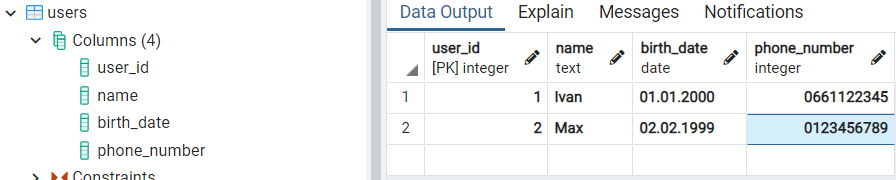 users
Columns (4)
user_id
name
birth_date
phone_number
Constraints
Data Output Explain Messages Notifications
user_id name birth_date phone_number
[PK] integer text date integer
1 1 Ivan 01.01.2000 0661122345
2 2 Max 02.02.1999 0123456789